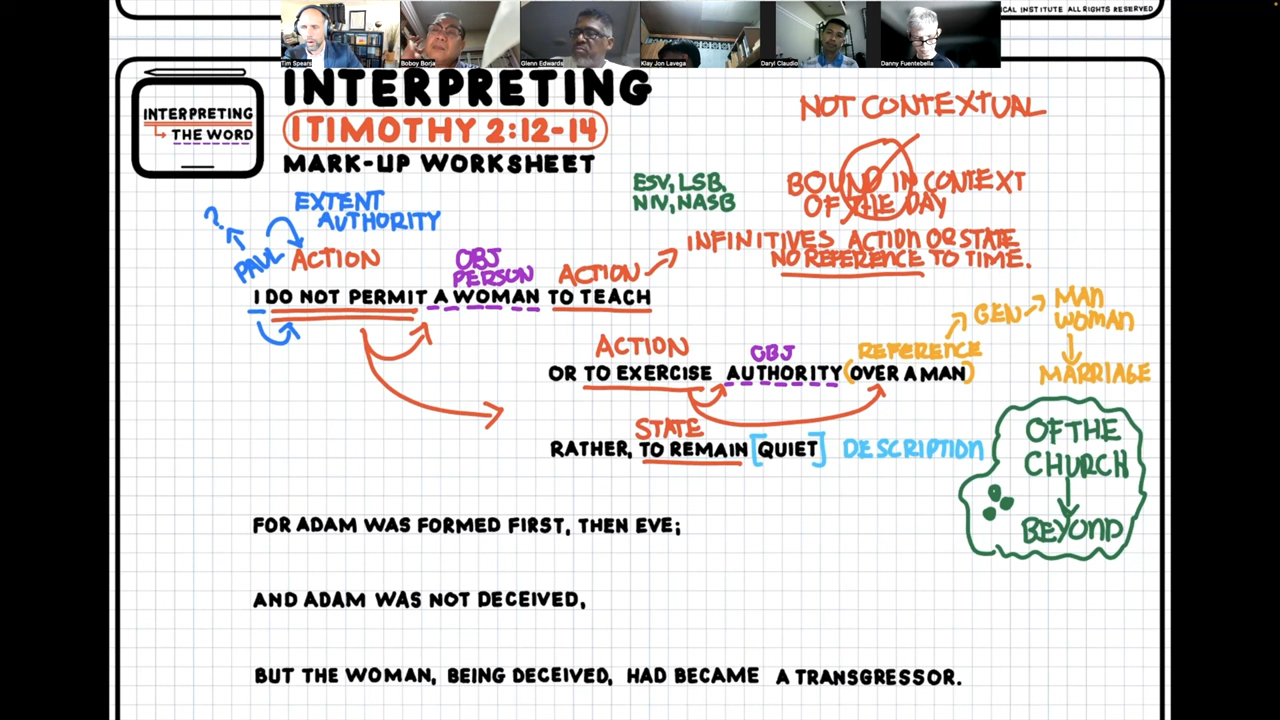 ICAL INSTITUTE ALL RIGHTS RESERVED
Tim Spears
Boboy Borja
Glenn Edwards
Klay Jon Lavega
Daryl Claudio
Danny Fuentebella
INTERPRETING
THE WORD
INTERPRETING
1 TIMOTHY 2:12-14
MARK-UP WORKSHEET
NOT CONTEXTUAL
ESV, LSB,
NIV, NASB
BOUND IN CONTEXT
OF THE DAY
?
EXTENT
AUTHORITY
PAUL
ACTION
OBJ
PERSON
ACTION
INFINITIVES ACTION OR STATE
NO REFERENCE TO TIME.
I DO NOT PERMIT A WOMAN TO TEACH
ACTION
OBJ
REFERENCE
GEN
MAN
WOMAN
MARRIAGE
OR TO EXERCISE AUTHORITY (OVER A MAN)
STATE
RATHER, TO REMAIN [QUIET] DESCRIPTION
OF THE
CHURCH
BEYOND
FOR ADAM WAS FORMED FIRST, THEN EVE;
AND ADAM WAS NOT DECEIVED,
BUT THE WOMAN, BEING DECEIVED, HAD BECAME A TRANSGRESSOR.